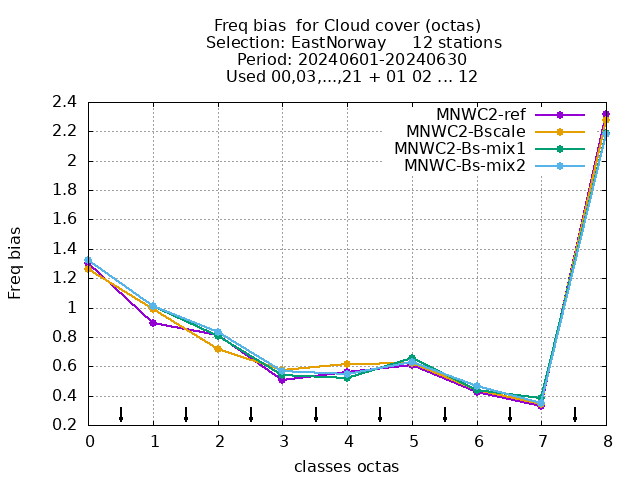 Freq bias  for Cloud cover (octas)
Selection: EastNorway     12 stations
Period: 20240601-20240630
Used 00,03,...,21 + 01 02 ... 12
MNWC2-ref
MNWC2-Bscale
MNWC2-Bs-mix1
MNWC-Bs-mix2
Freq bias
2.4
2.2
2
1.8
1.6
1.4
1.2
1
0.8
0.6
0.4
0.2
0 1 2 3 4 5 6 7 8
classes octas